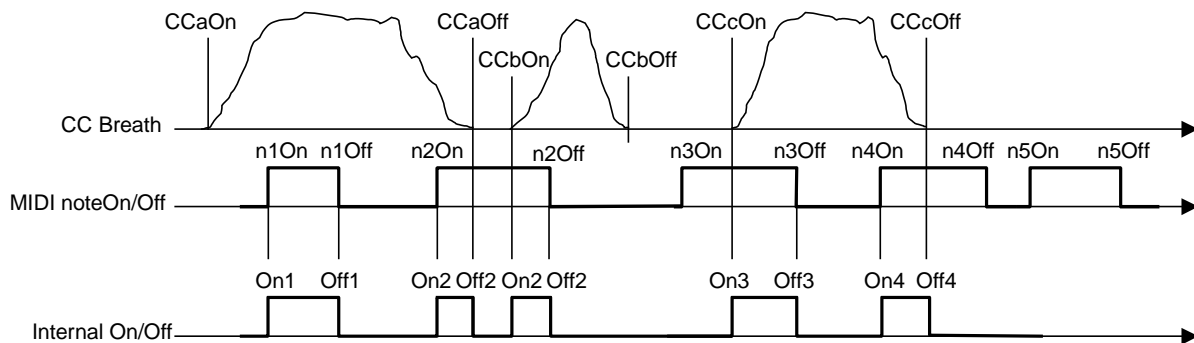 CCaOn CCaOff CCcOn CCcOff
CCbOn CCbOff
CC Breath
n1On n1Off n2On n2Off n3On n3Off n4On n4Off n5On n5Off
MIDI noteOn/Off
On1 Off1 On2 Off2 On2 Off2 On3 Off3 On4 Off4
Internal On/Off